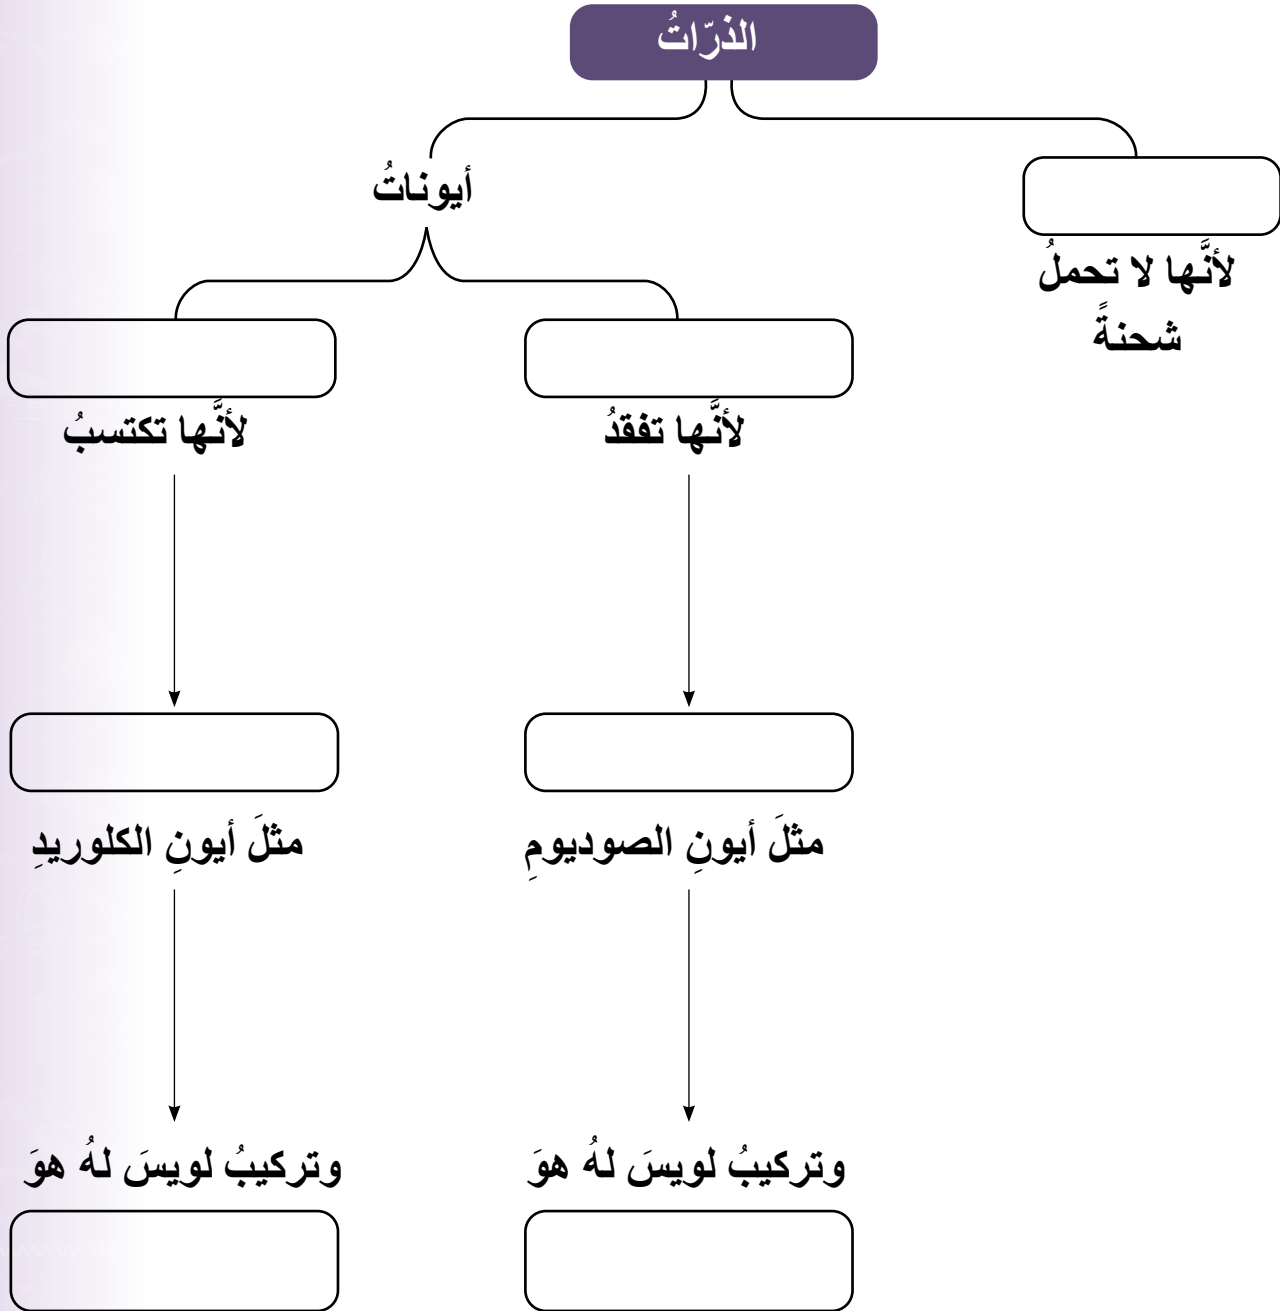 الذرّاتُ
أيوناتُ
لأنَّها لا تحملُ
شحنةً
لأنَّها تفقدُ
لأنَّها تكتسبُ
مثلَ أيونِ الصوديومِ
مثلَ أيونِ الكلوريدِ
وتركيبُ لويسَ لهُ هوَ
وتركيبُ لويسَ لهُ هوَ